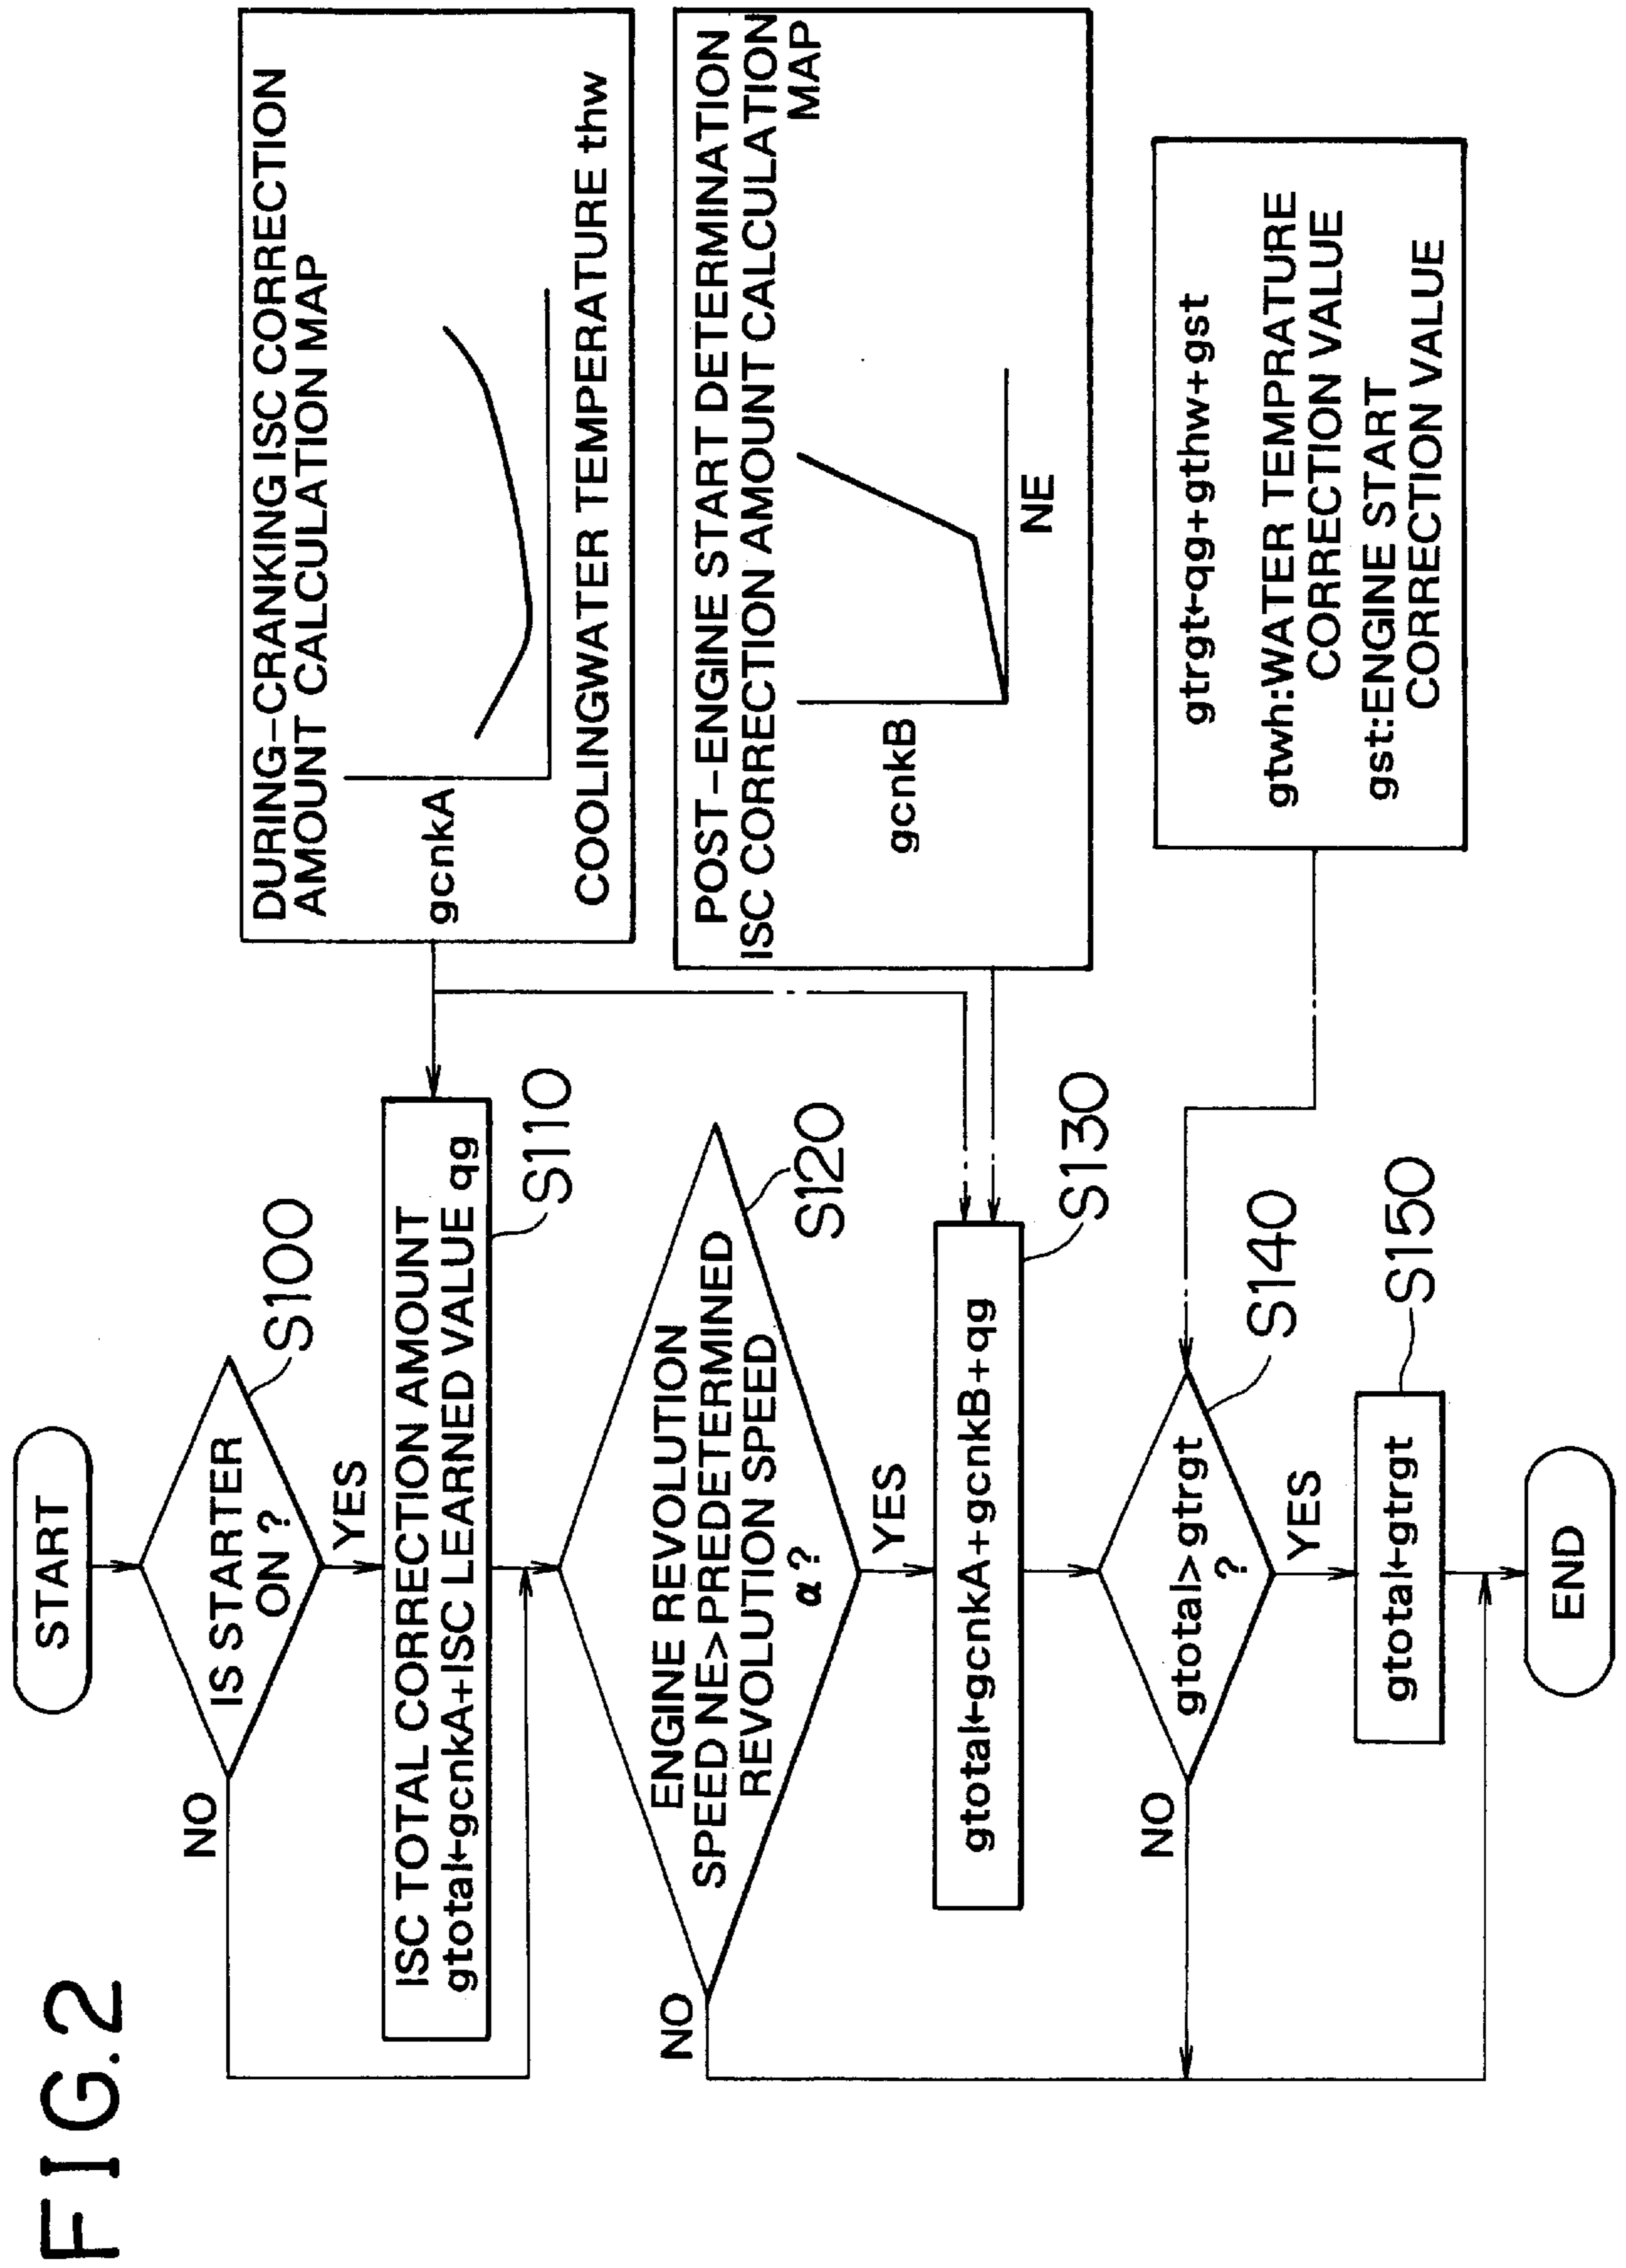 FIG.2
START
IS STARTER
ON ?
S100
NO
YES
ISC TOTAL CORRECTION AMOUNT
gtotal←gcnkA+ISC LEARNED VALUE qg
S110
DURING-CRANKING ISC CORRECTION
AMOUNT CALCULATION MAP
gcnkA
COOLINGWATER TEMPERATURE thw
ENGINE REVOLUTION
SPEED NE>PREDETERMINED
REVOLUTION SPEED
α?
S120
NO
YES
POST-ENGINE START DETERMINATION
ISC CORRECTION AMOUNT CALCULATION
MAP
gcnkB
NE
gtotal←gcnkA+gcnkB+qg
S130
gtotal>gtrgt
?
S140
NO
YES
gtrgt←qg+gthw+gst
gtwh:WATER TEMPRATURE
CORRECTION VALUE
gst:ENGINE START
CORRECTION VALUE
gtotal←gtrgt
S150
END